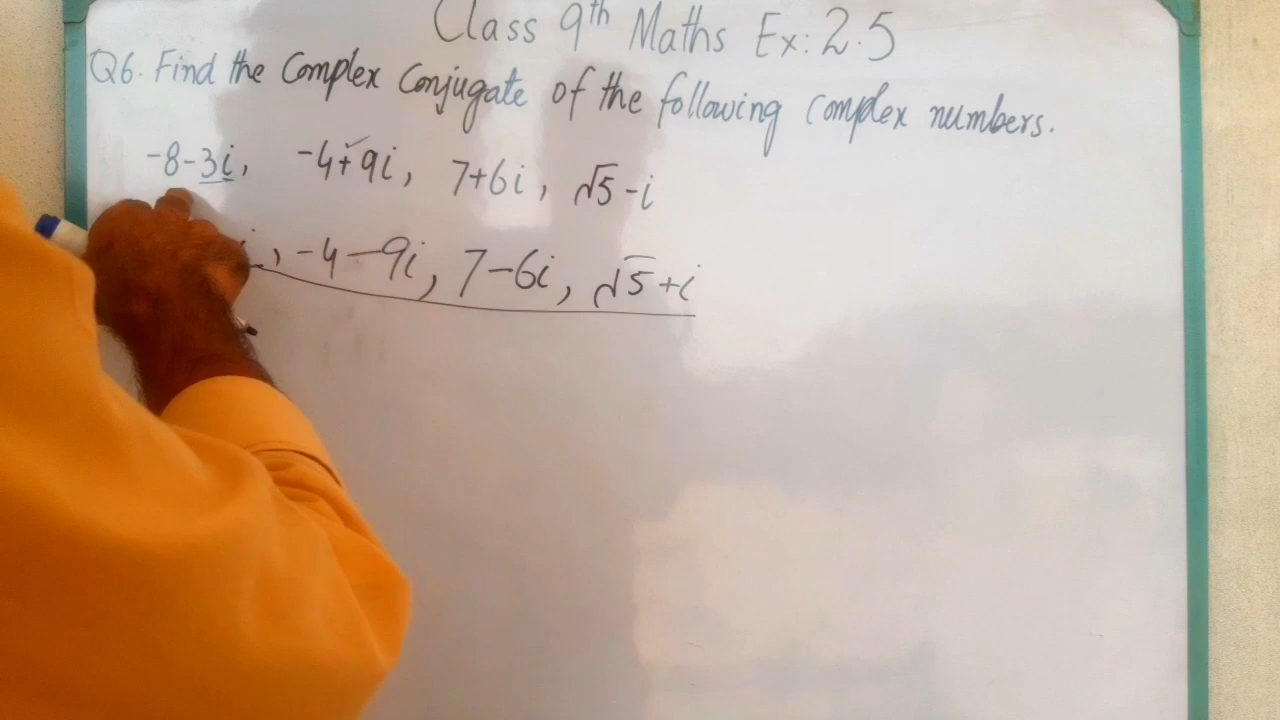 Class 9th Maths Ex: 2.5
Q6. Find the Complex Conjugate of the following Complex numbers.
-8-3i, -4+9i, 7+6i, √5-i
i, -4-9i, 7-6i, √5+i